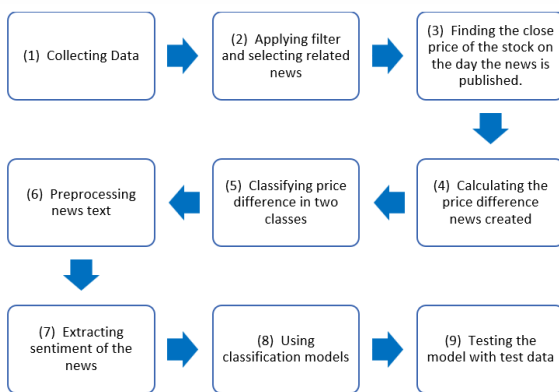 (1) Collecting Data
(2) Applying filter
and selecting related
news
(3) Finding the close
price of the stock on
the day the news is
published.
(4) Calculating the
price difference
news created
(5) Classifying price
difference in two
classes
(6) Preprocessing
news text
(7) Extracting
sentiment of the
news
(8) Using
classification models
(9) Testing the
model with test data